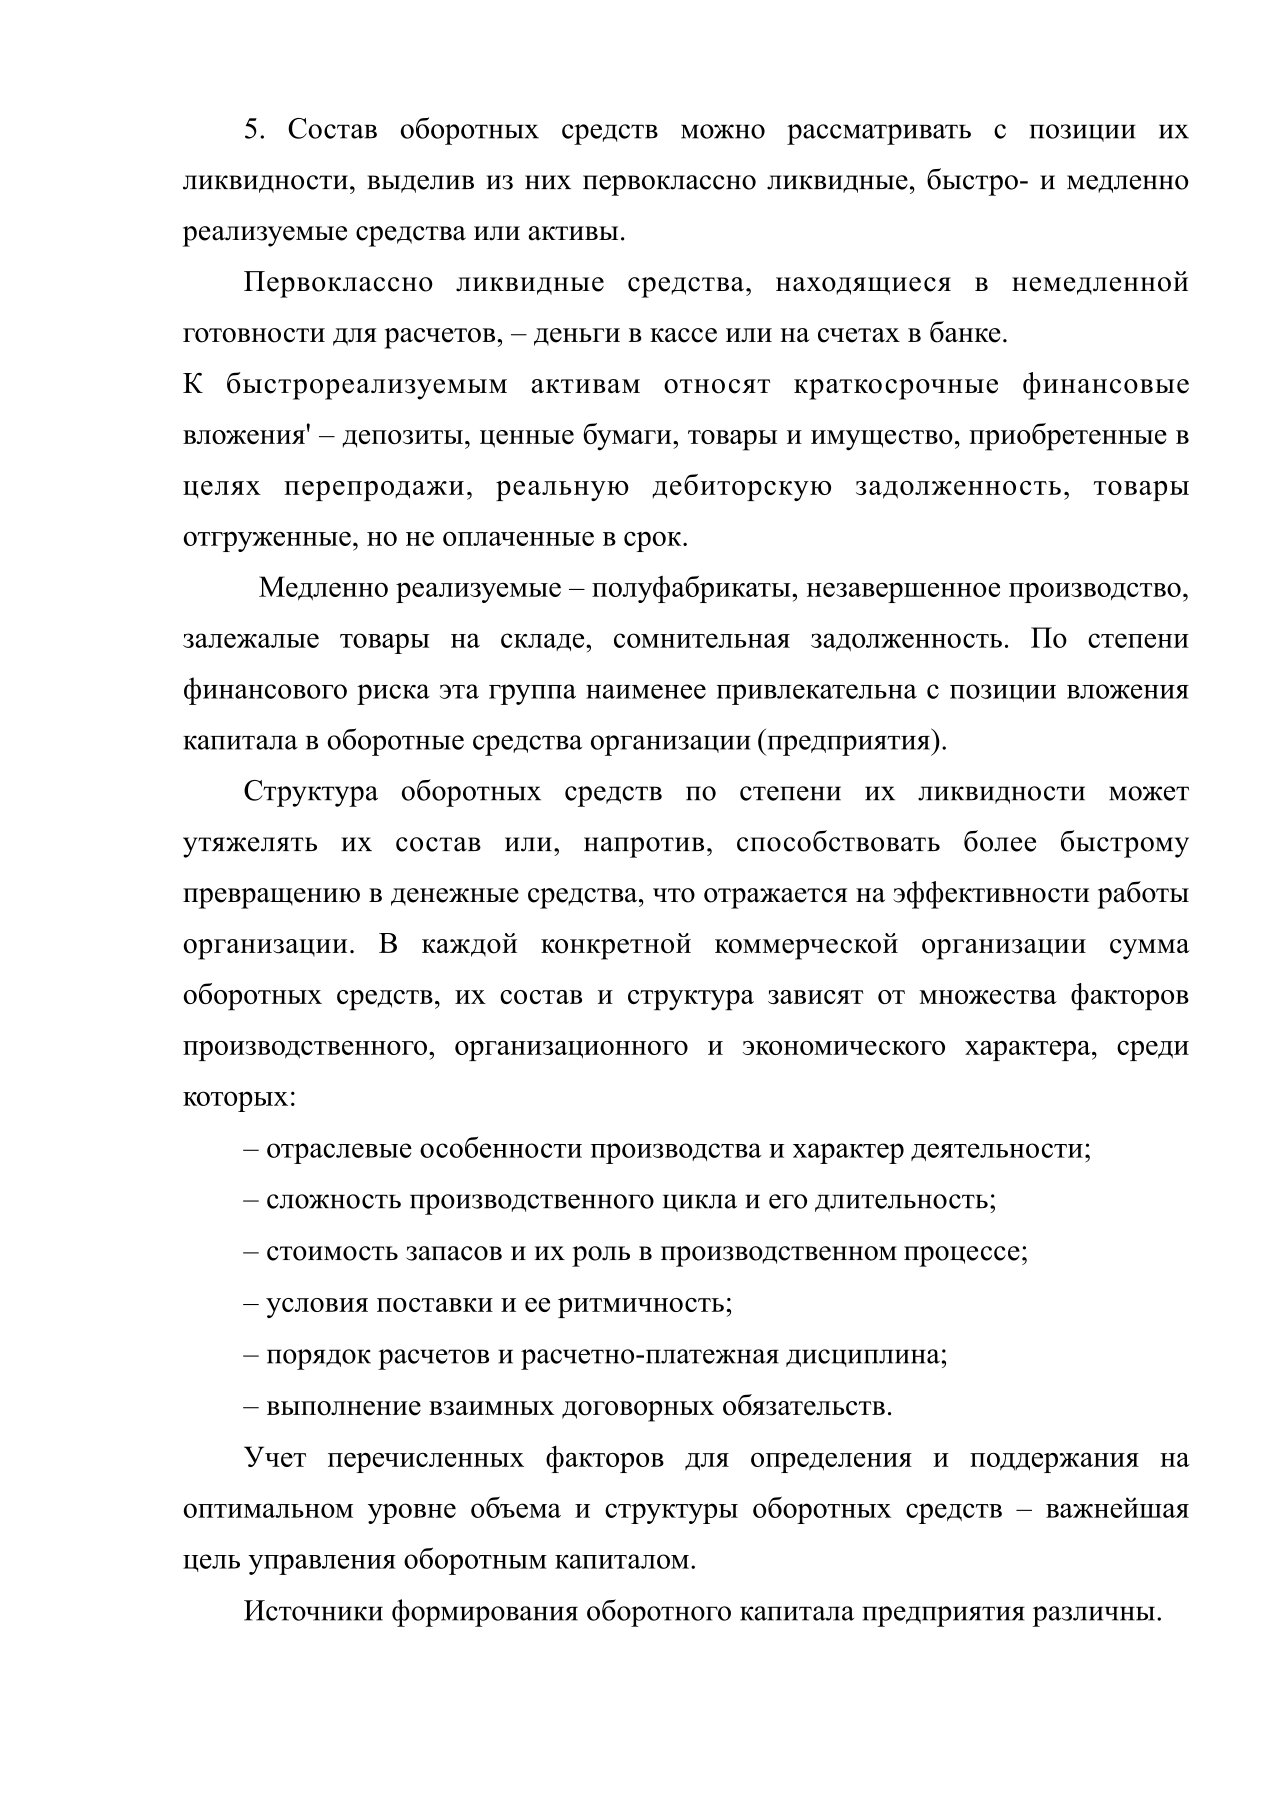 5. Состав оборотных средств можно рассматривать с позиции их
ликвидности, выделив из них первоклассно ликвидные, быстро- и медленно
реализуемые средства или активы.
Первоклассно ликвидные средства, находящиеся в немедленной
готовности для расчетов, – деньги в кассе или на счетах в банке.
К быстрореализуемым активам относят краткосрочные финансовые
вложения' – депозиты, ценные бумаги, товары и имущество, приобретенные в
целях перепродажи, реальную дебиторскую задолженность, товары
отгруженные, но не оплаченные в срок.
Медленно реализуемые – полуфабрикаты, незавершенное производство,
залежалые товары на складе, сомнительная задолженность. По степени
финансового риска эта группа наименее привлекательна с позиции вложения
капитала в оборотные средства организации (предприятия).
Структура оборотных средств по степени их ликвидности может
утяжелять их состав или, напротив, способствовать более быстрому
превращению в денежные средства, что отражается на эффективности работы
организации. В каждой конкретной коммерческой организации сумма
оборотных средств, их состав и структура зависят от множества факторов
производственного, организационного и экономического характера, среди
которых:
– отраслевые особенности производства и характер деятельности;
– сложность производственного цикла и его длительность;
– стоимость запасов и их роль в производственном процессе;
– условия поставки и ее ритмичность;
– порядок расчетов и расчетно-платежная дисциплина;
– выполнение взаимных договорных обязательств.
Учет перечисленных факторов для определения и поддержания на
оптимальном уровне объема и структуры оборотных средств – важнейшая
цель управления оборотным капиталом.
Источники формирования оборотного капитала предприятия различны.